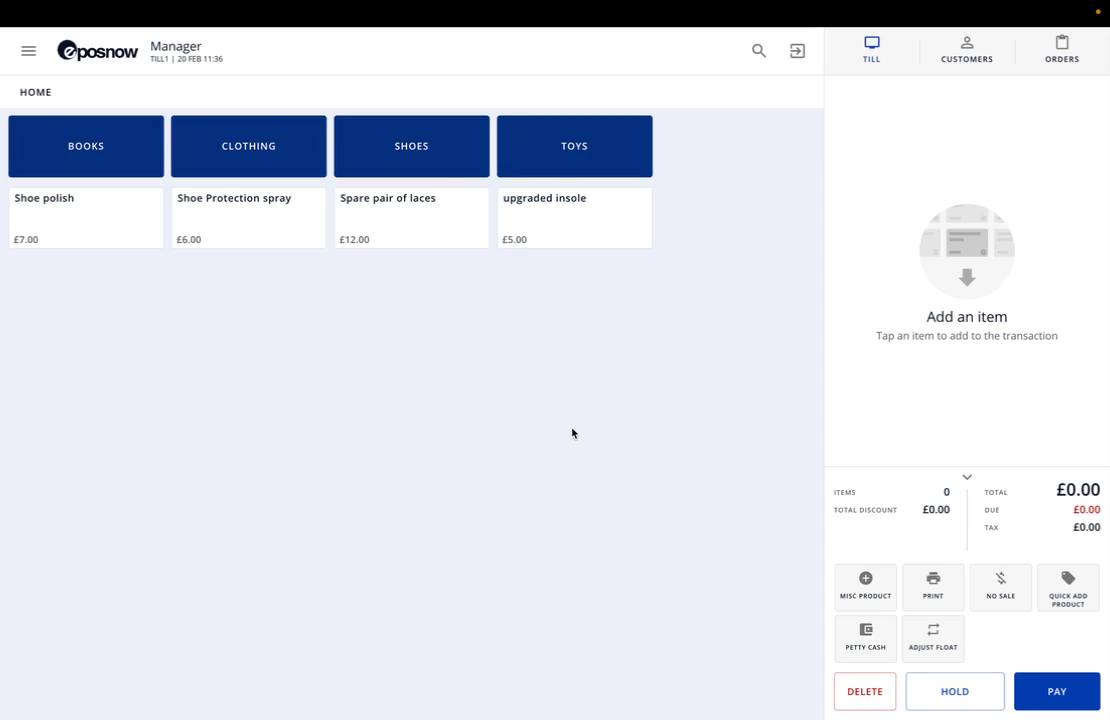 eposnow
Manager
TILL1 | 20 FEB 11:36
TILL
CUSTOMERS
ORDERS
HOME
BOOKS
CLOTHING
SHOES
TOYS
Shoe polish
£7.00
Shoe Protection spray
£6.00
Spare pair of laces
£12.00
upgraded insole
£5.00
Add an item
Tap an item to add to the transaction
ITEMS 0
TOTAL DISCOUNT £0.00
TOTAL £0.00
DUE £0.00
TAX £0.00
MISC PRODUCT
PRINT
NO SALE
QUICK ADD
PRODUCT
PETTY CASH
ADJUST FLOAT
DELETE
HOLD
PAY